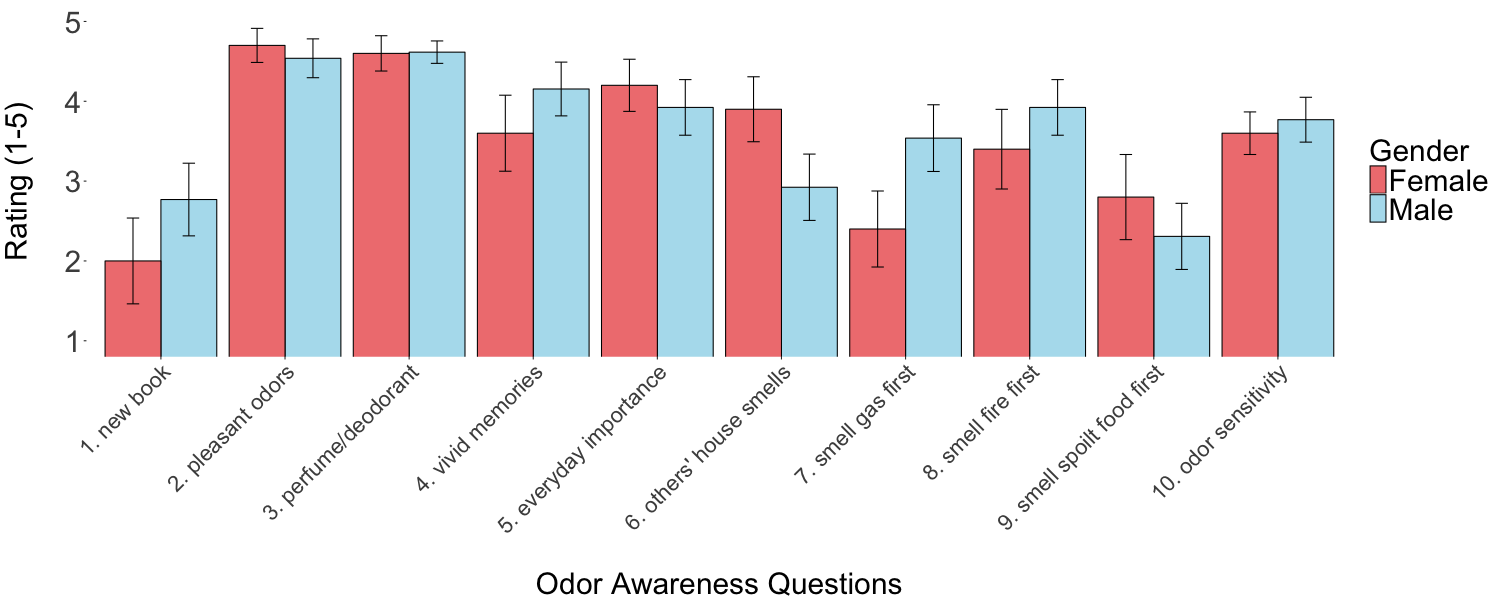 Rating (1-5)
5
4
3
2
1
1. new book
2. pleasant odors
3. perfume/deodorant
4. vivid memories
5. everyday importance
6. others' house smells
7. smell gas first
8. smell fire first
9. smell spoilt food first
10. odor sensitivity
Odor Awareness Questions
Gender
Female
Male